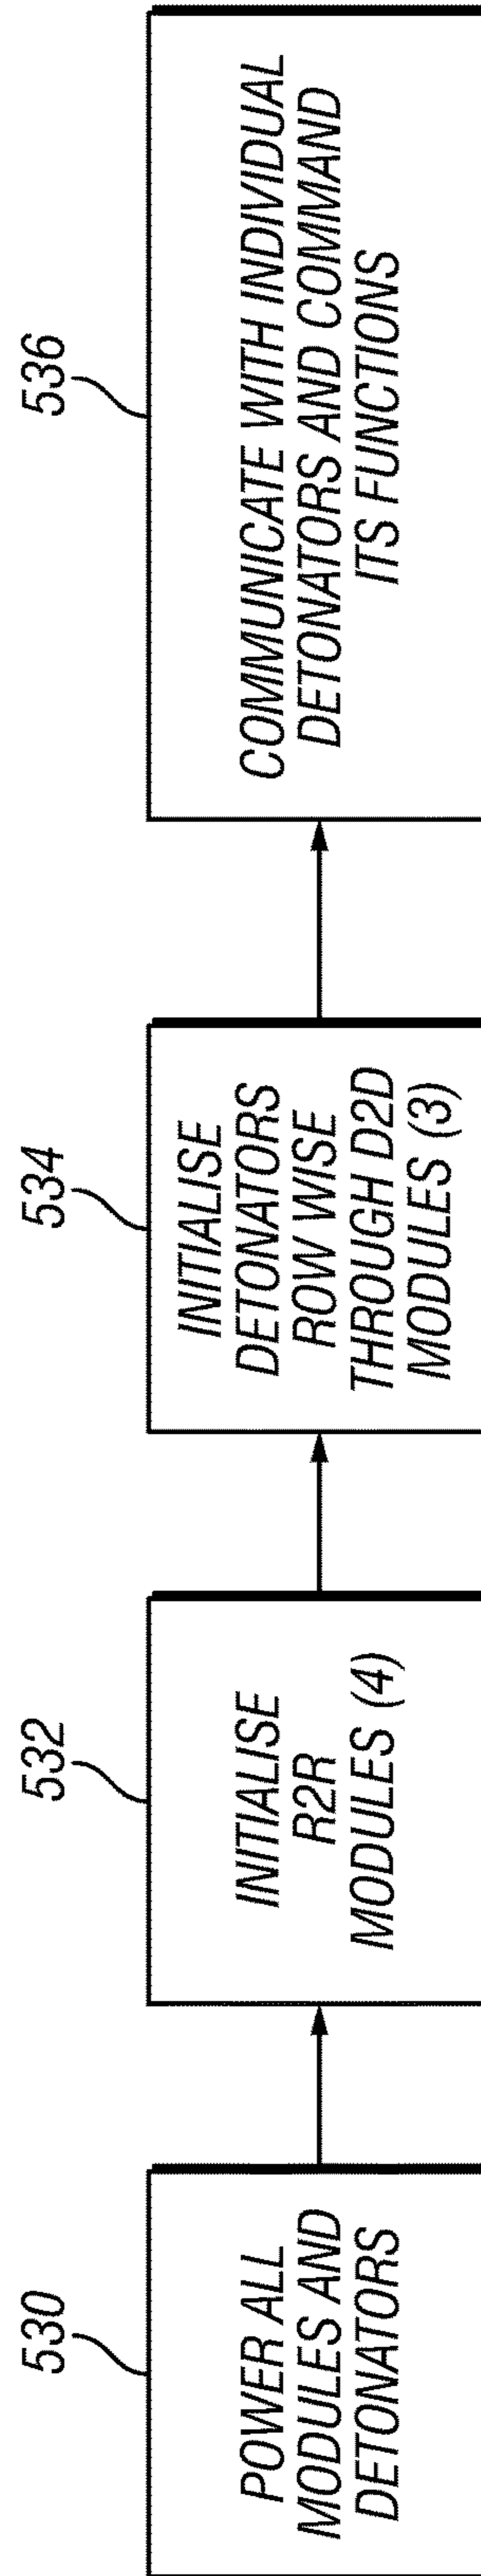 530
POWER ALL
MODULES AND
DETONATORS
532
INITIALISE
R2R
MODULES (4)
534
INITIALISE
DETONATORS
ROW WISE
THROUGH D2D
MODULES (3)
536
COMMUNICATE WITH INDIVIDUAL
DETONATORS AND COMMAND
ITS FUNCTIONS